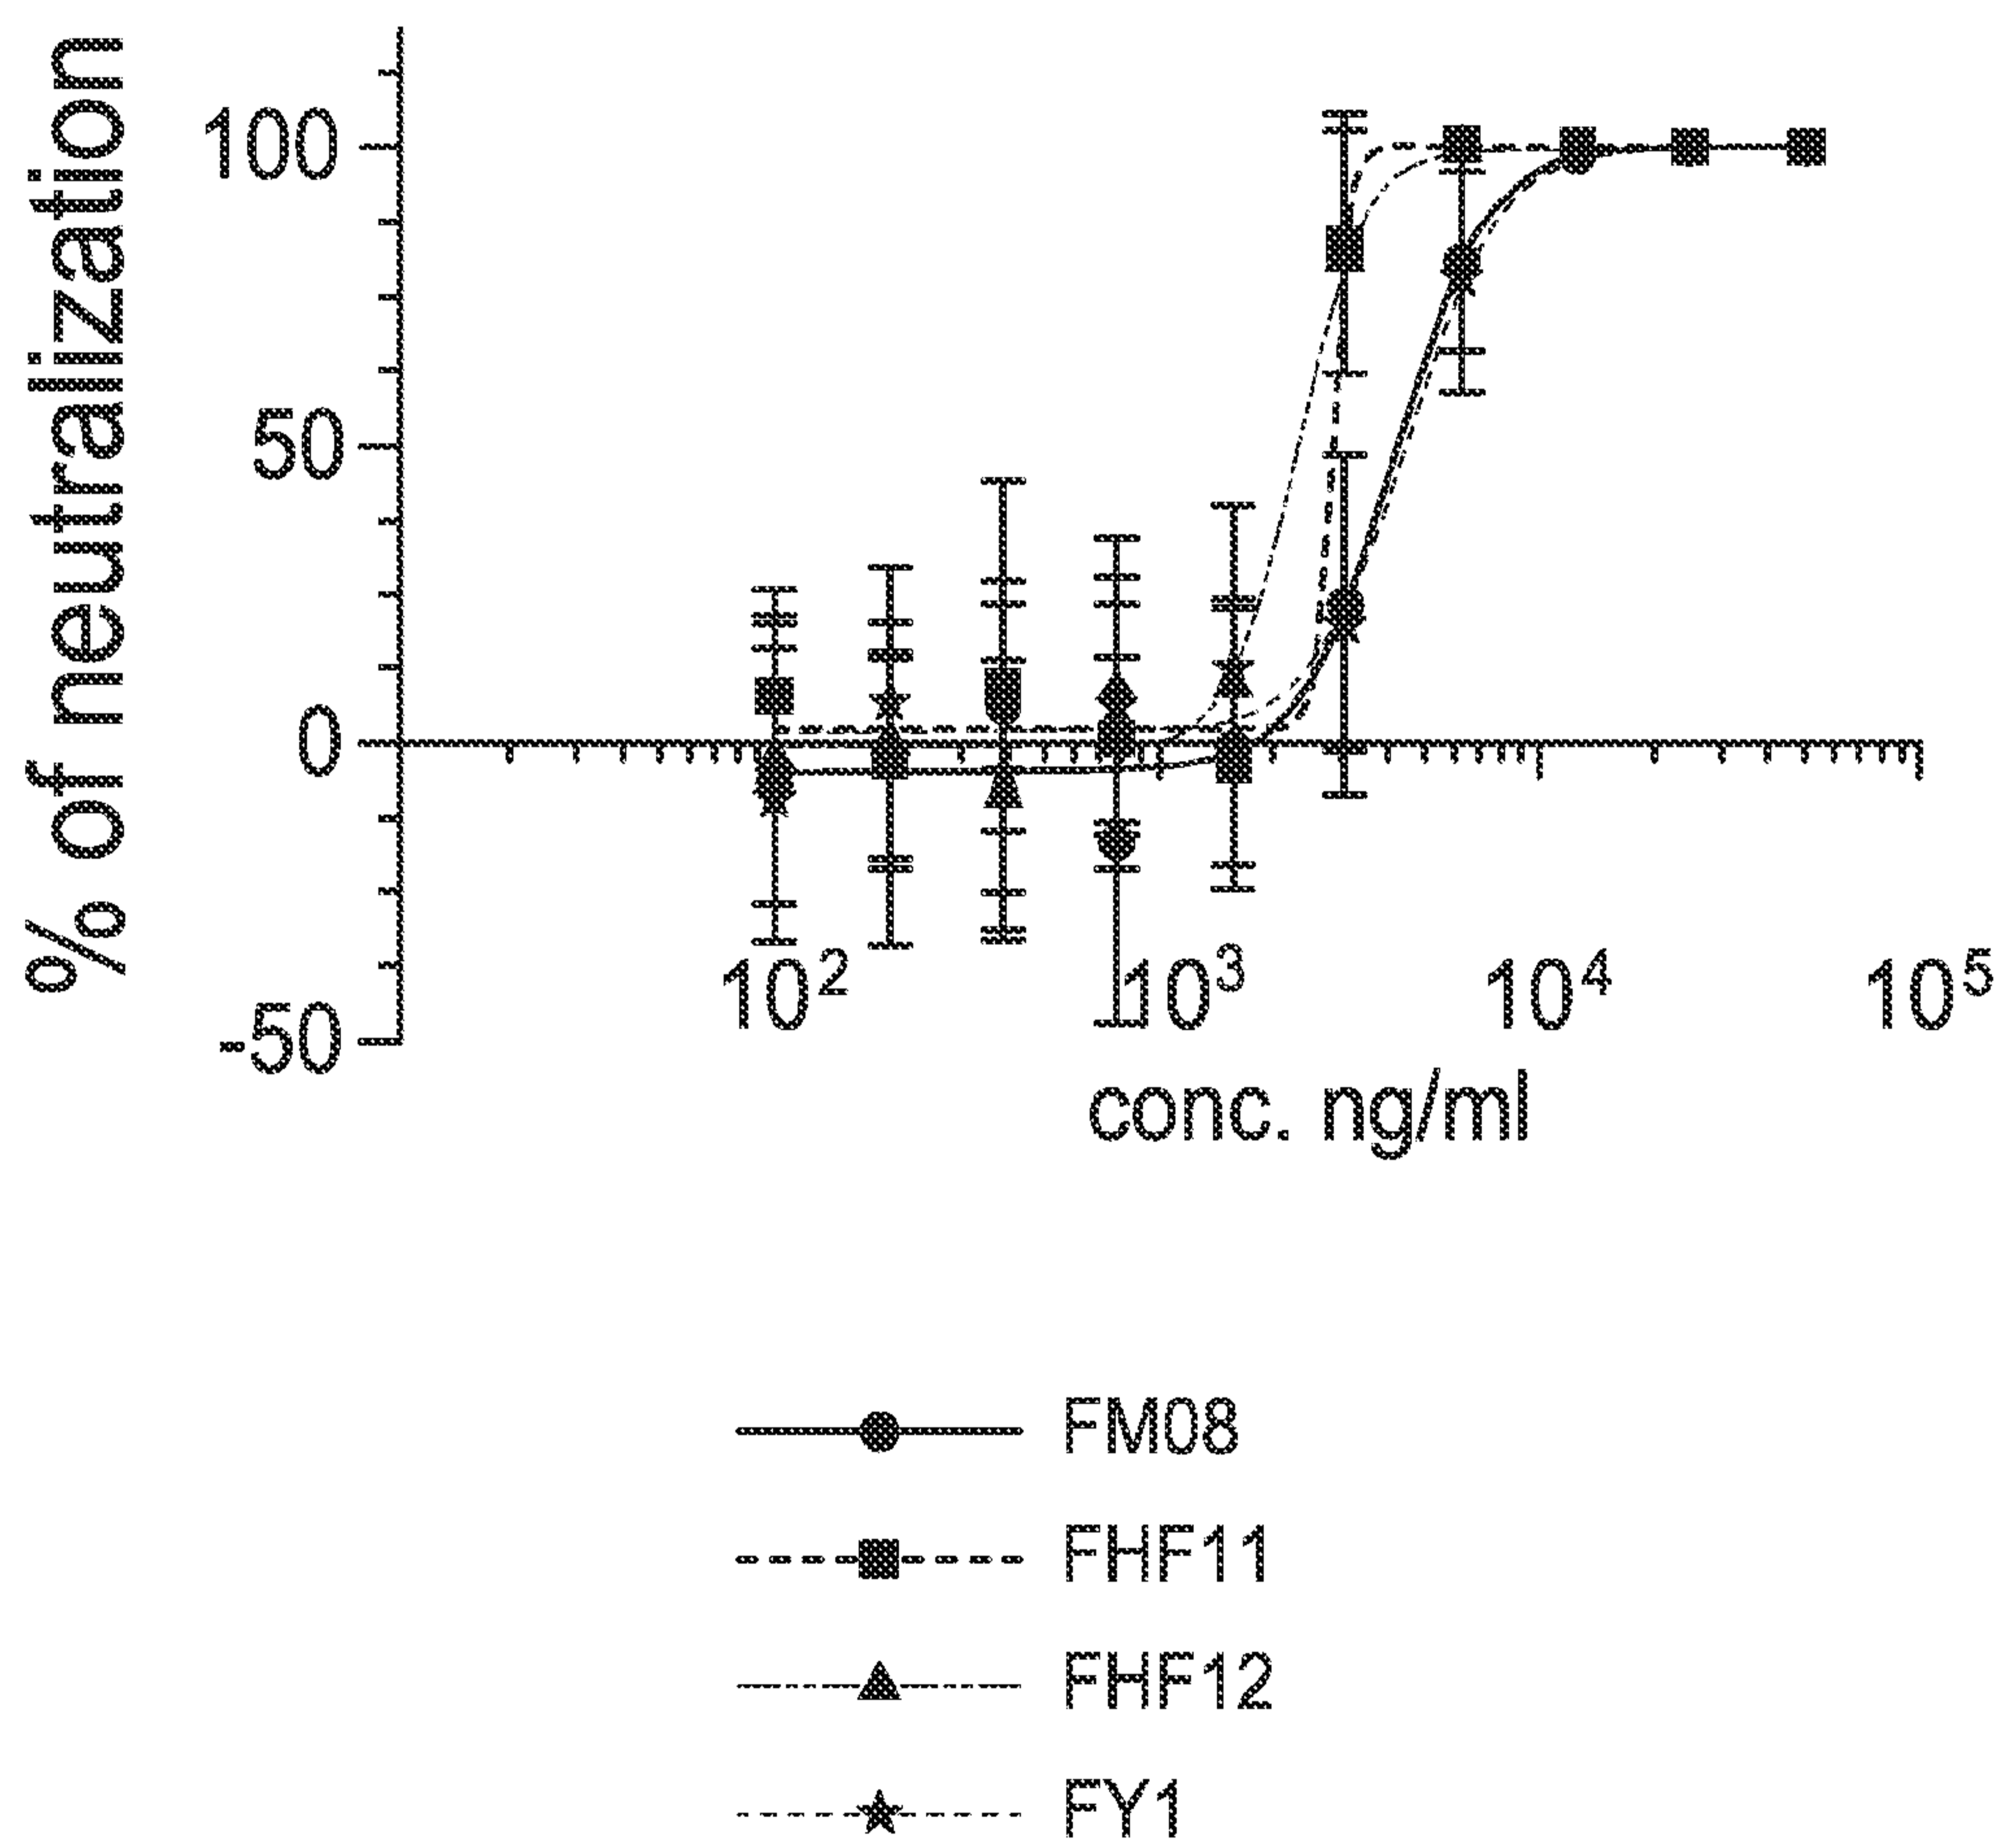 % of neutralization
100
50
0
-50
10² 10³ 10⁴ 10⁵
conc. ng/ml
FM08
FHF11
FHF12
FY1